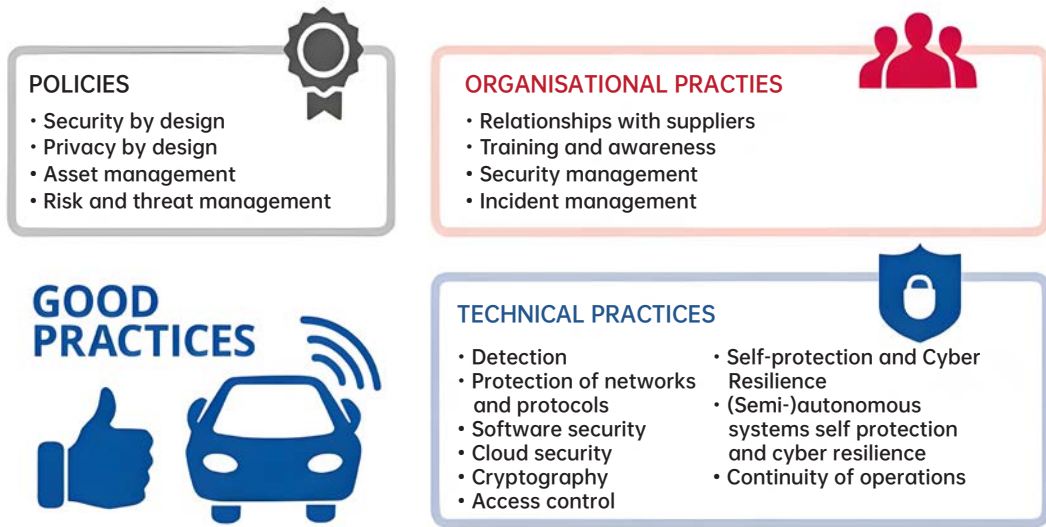 POLICIES
• Security by design
• Privacy by design
• Asset management
• Risk and threat management
ORGANISATIONAL PRACTIES
• Relationships with suppliers
• Training and awareness
• Security management
• Incident management
GOOD
PRACTICES
TECHNICAL PRACTICES
• Detection
• Protection of networks
and protocols
• Software security
• Cloud security
• Cryptography
• Access control
• Self-protection and Cyber
Resilience
• (Semi-)autonomous
systems self protection
and cyber resilience
• Continuity of operations